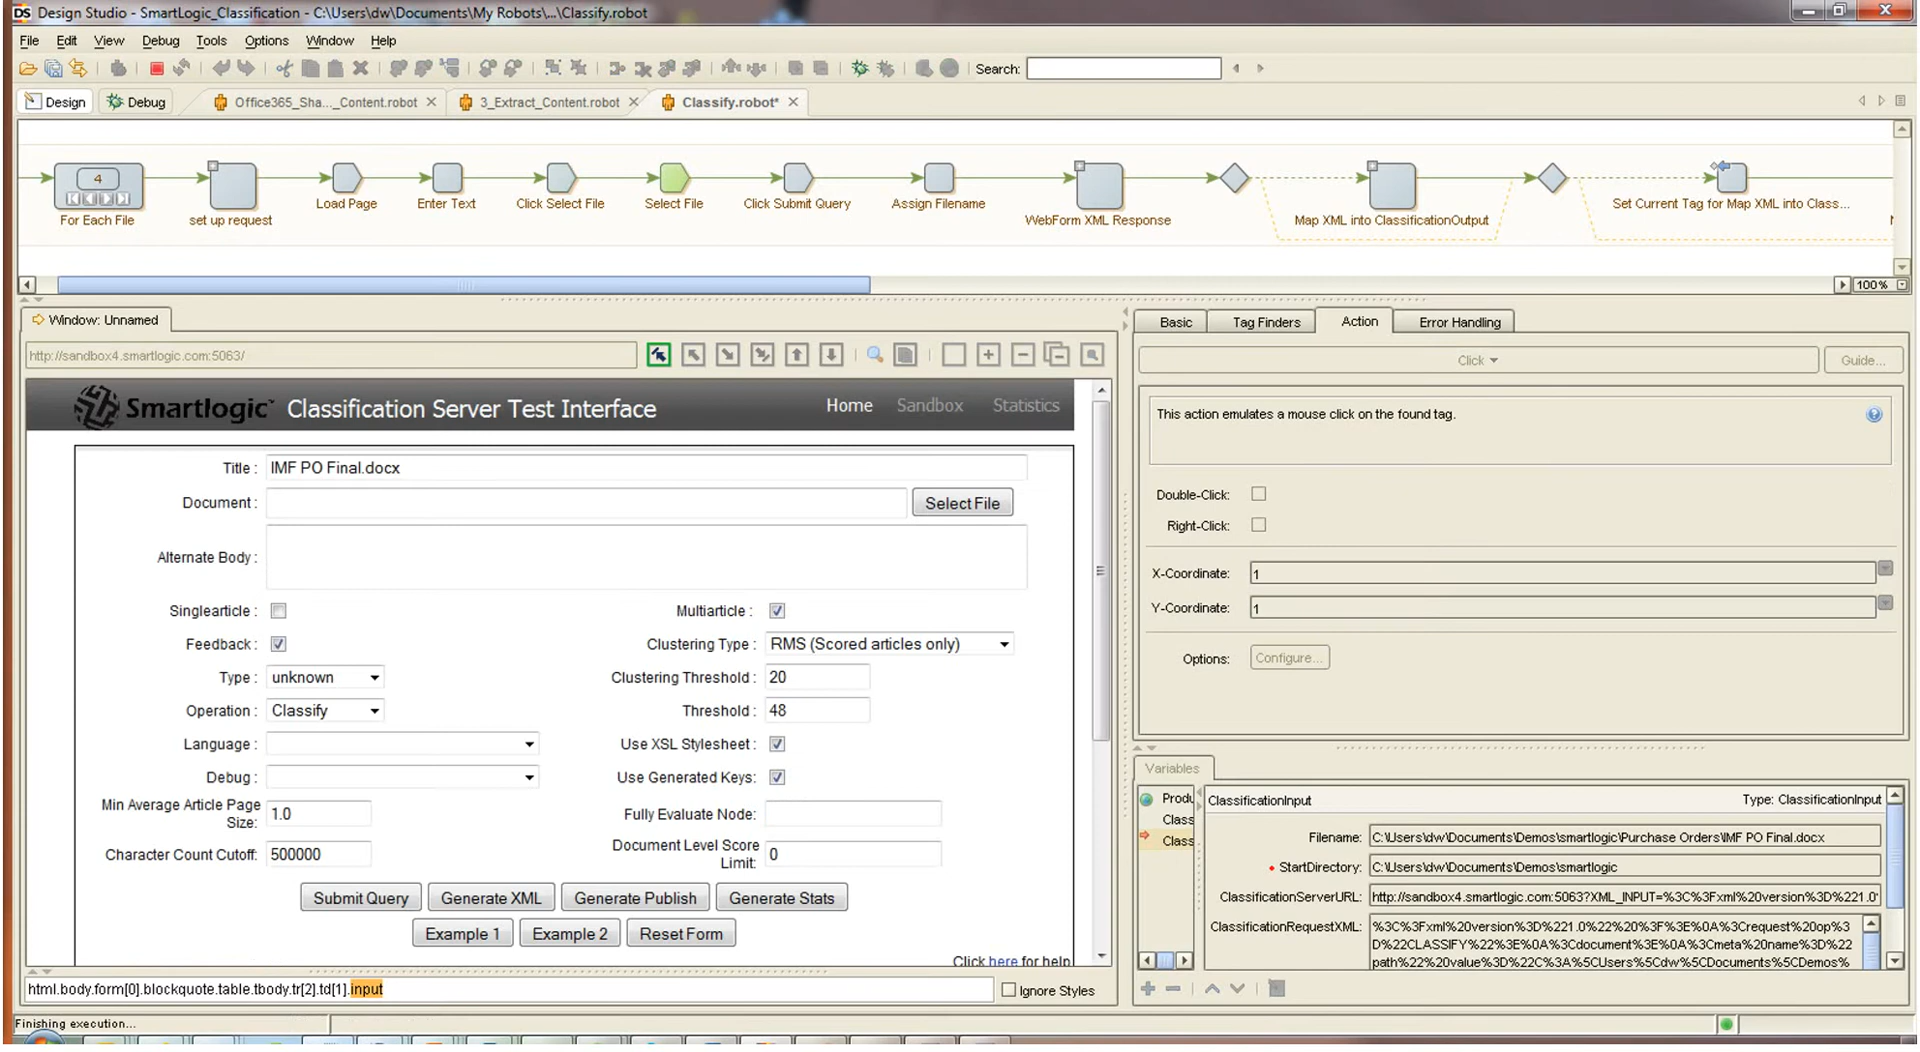 DS Design Studio - SmartLogic_Classification - C:\Users\dw\Documents\My Robots\...\Classify.robot
File Edit View Debug Tools Options Window Help
Search:
Design Debug Office365_Sha..._Content.robot 3_Extract_Content.robot Classify.robot*
4
For Each File set up request Load Page Enter Text Click Select File Select File Click Submit Query Assign Filename WebForm XML Response Map XML into ClassificationOutput Set Current Tag for Map XML into Class...
100%
Window: Unnamed
http://sandbox4.smartlogic.com:5063/
Smartlogic™ Classification Server Test Interface Home Sandbox Statistics
Title : IMF PO Final.docx
Document : Select File
Alternate Body :
Singlearticle : Multiarticle :
Feedback : Clustering Type : RMS (Scored articles only)
Type : unknown Clustering Threshold : 20
Operation : Classify Threshold : 48
Language : Use XSL Stylesheet :
Debug : Use Generated Keys:
Min Average Article Page Size: 1.0 Fully Evaluate Node:
Character Count Cutoff: 500000 Document Level Score Limit: 0
Submit Query Generate XML Generate Publish Generate Stats
Example 1 Example 2 Reset Form
Click here for help
html.body.form[0].blockquote.table.tbody.tr[2].td[1].input
Ignore Styles
Finishing execution...
Basic Tag Finders Action Error Handling
Click Guide...
This action emulates a mouse click on the found tag.
Double-Click:
Right-Click:
X-Coordinate: 1
Y-Coordinate: 1
Options: Configure...
Variables
Produ
Class
Class
ClassificationInput Type: ClassificationInput
Filename: C:\Users\dw\Documents\Demos\smartlogic\Purchase Orders\IMF PO Final.docx
StartDirectory: C:\Users\dw\Documents\Demos\smartlogic
ClassificationServerURL: http://sandbox4.smartlogic.com:5063?XML_INPUT=%3C%3Fxml%20version%3D%221.0
ClassificationRequestXML: %3C%3Fxml%20version%3D%221.0%22%20%3F%3E%0A%3Crequest%20op%3
D%22CLASSIFY%22%3E%0A%3Cdocument%3E%0A%3Cmeta%20name%3D%22
path%22%20value%3D%22C%3A%5CUsers%5Cdw%5CDocuments%5CDemos%